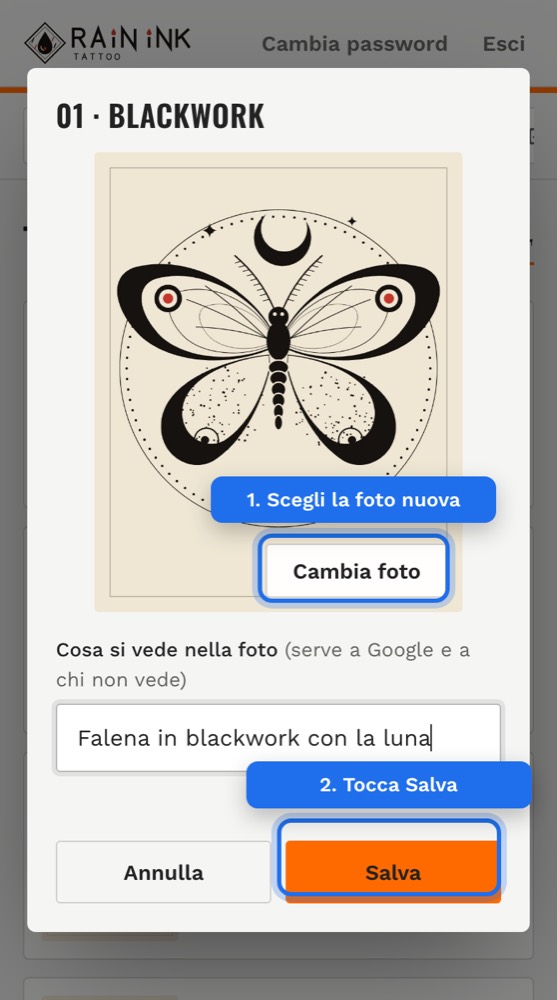 RAiN iNK
TATTOO
Cambia password
Esci
01 · BLACKWORK
1. Scegli la foto nuova
Cambia foto
Cosa si vede nella foto (serve a Google e a
chi non vede)
Falena in blackwork con la luna
2. Tocca Salva
Annulla
Salva